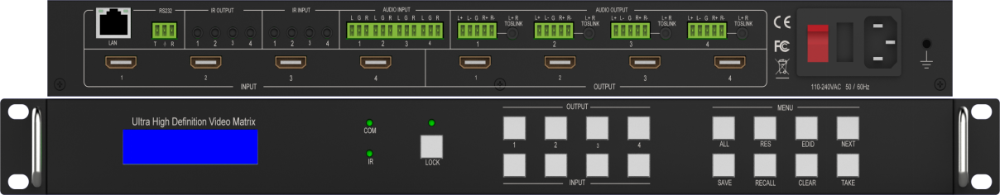 RS232 IR OUTPUT IR INPUT AUDIO INPUT AUDIO OUTPUT
L G R L G R L G R L G R
L+ L- G R+ R- L+R TOSLINK L+ L- G R+ R- L+R TOSLINK L+ L- G R+ R- L+R TOSLINK L+ L- G R+ R- L+R TOSLINK
CE
FC
LAN T R 1 2 3 4 1 2 3 4 1 2 3 4 1 2 3 4
1 2 3 4 1 2 3 4
INPUT OUTPUT
110-240VAC 50 / 60Hz
Ultra High Definition Video Matrix
COM
IR
LOCK
OUTPUT
1 2 3 4
INPUT
MENU
ALL RES EDID NEXT
SAVE RECALL CLEAR TAKE